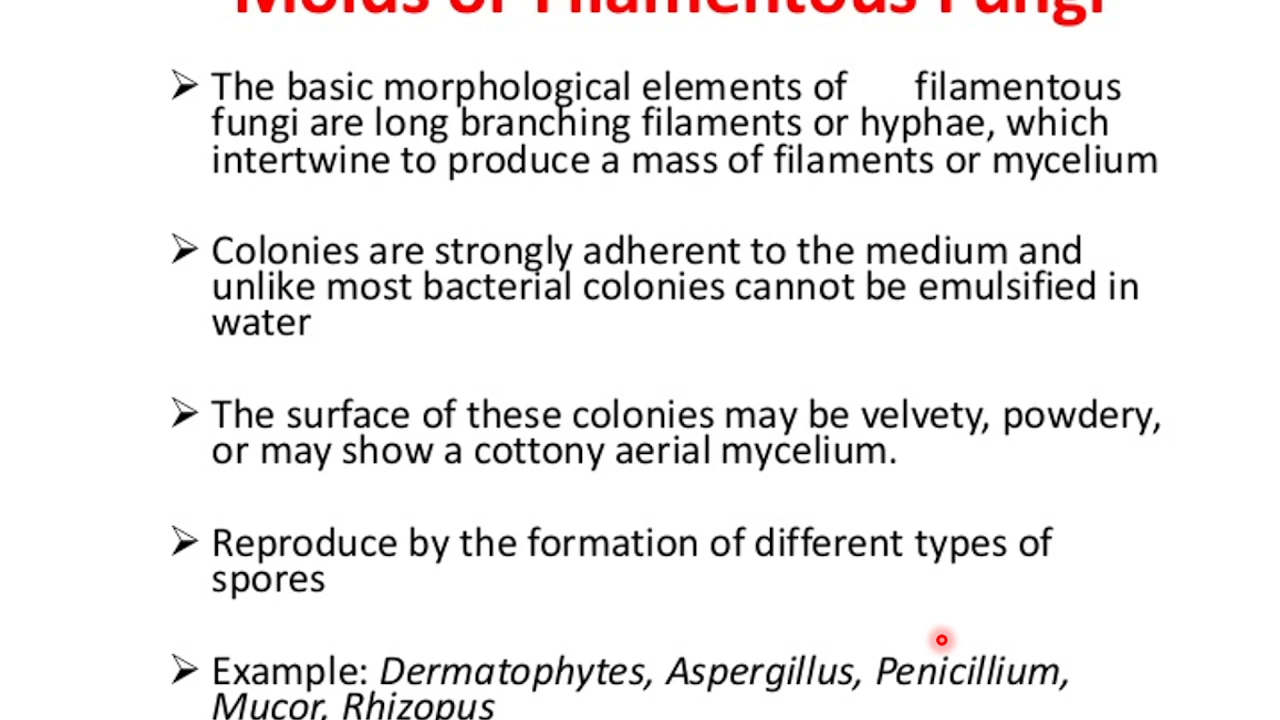 Molds or Filamentous Fungi
➢ The basic morphological elements of filamentous
fungi are long branching filaments or hyphae, which
intertwine to produce a mass of filaments or mycelium
➢ Colonies are strongly adherent to the medium and
unlike most bacterial colonies cannot be emulsified in
water
➢ The surface of these colonies may be velvety, powdery,
or may show a cottony aerial mycelium.
➢ Reproduce by the formation of different types of
spores
➢ Example: Dermatophytes, Aspergillus, Penicillium,
Mucor, Rhizopus